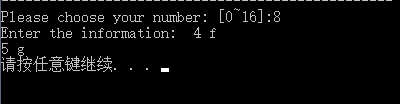 Please choose your number: [0~16]:8
Enter the information:  4 f
5 g
请按任意键继续. . .